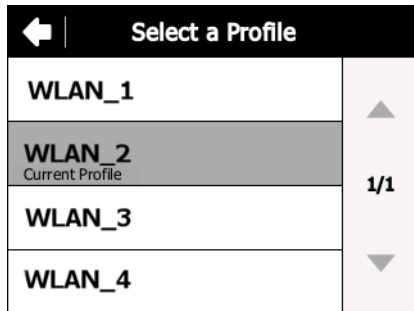 Select a Profile
WLAN_1
WLAN_2
Current Profile
1/1
WLAN_3
WLAN_4